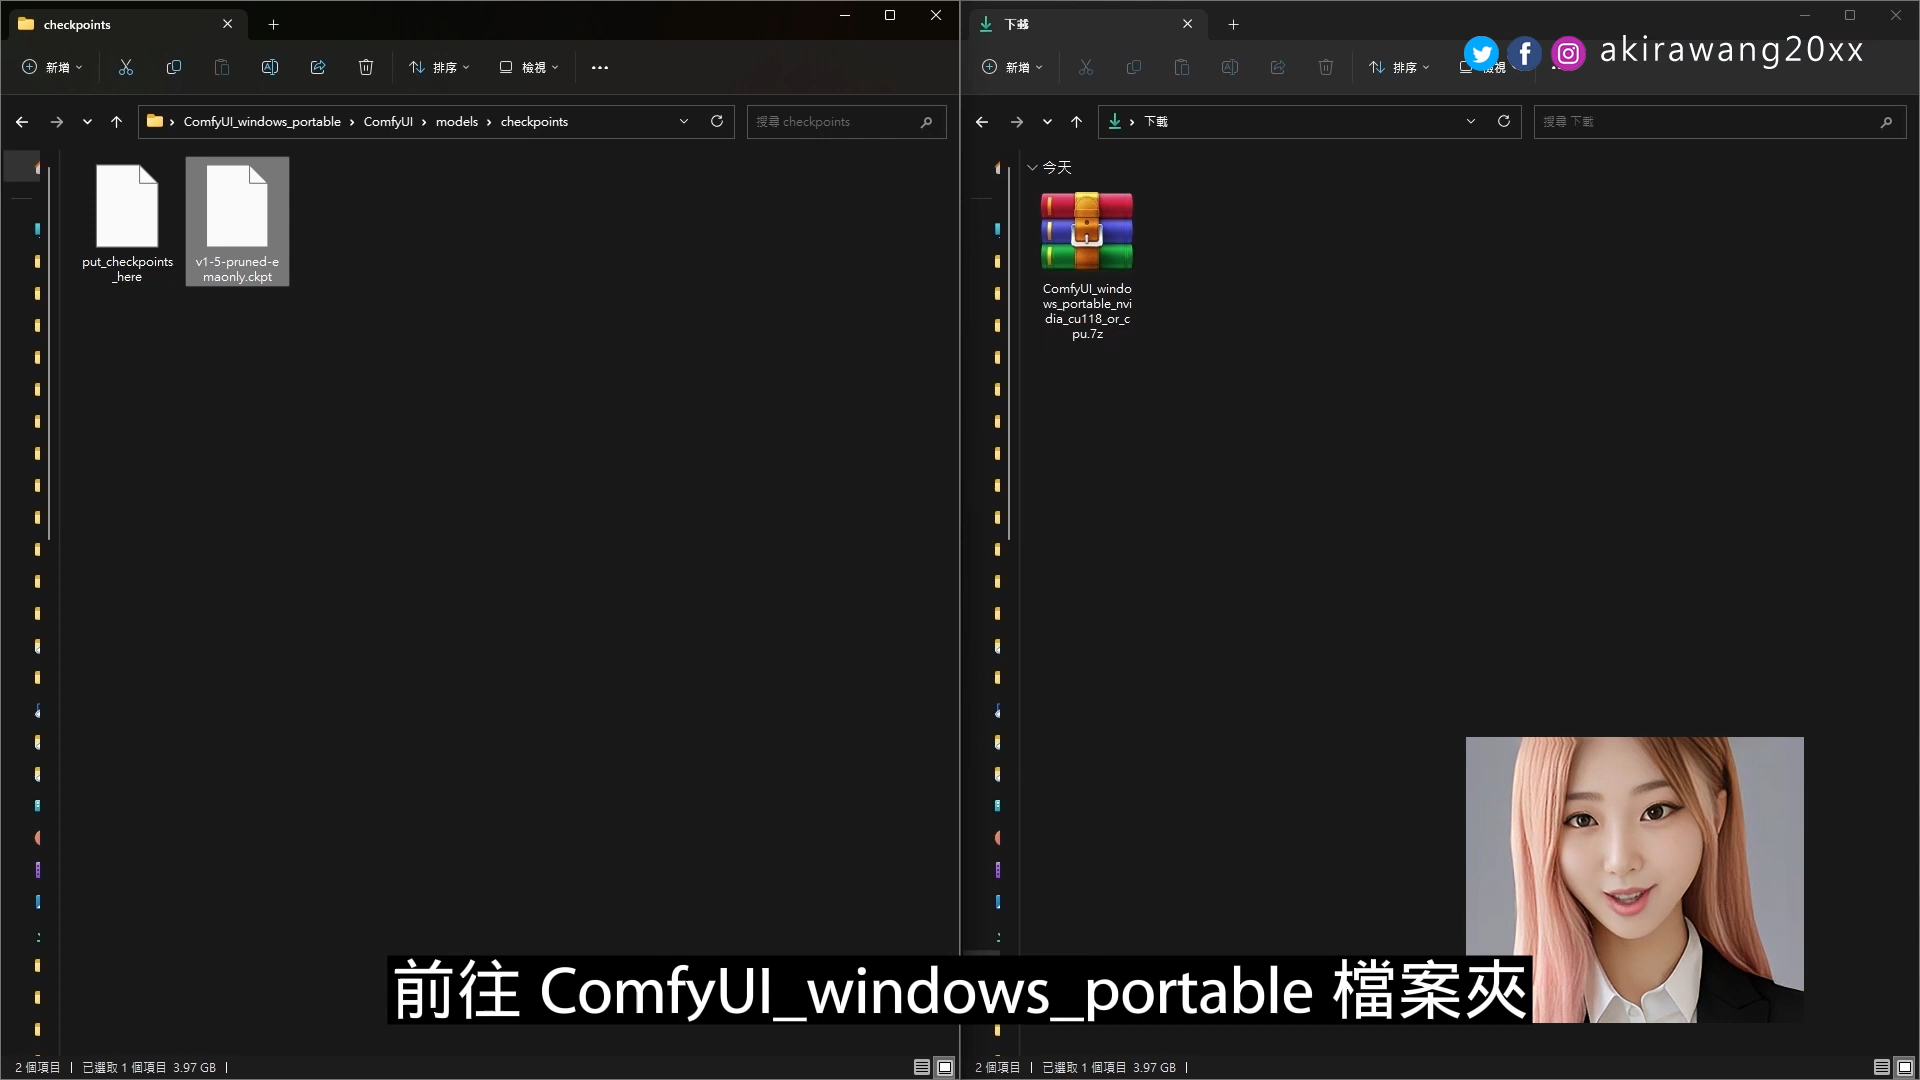 checkpoints
新增
排序
檢視
ComfyUI_windows_portable › ComfyUI › models › checkpoints
搜尋 checkpoints
put_checkpoints
_here
v1-5-pruned-e
maonly.ckpt
2 個項目
已選取 1 個項目 3.97 GB
下載
新增
排序
檢視
akirawang20xx
下載
搜尋 下載
今天
ComfyUI_windo
ws_portable_nvi
dia_cu118_or_c
pu.7z
2 個項目
已選取 1 個項目 3.97 GB
前往 ComfyUI_windows_portable 檔案夾